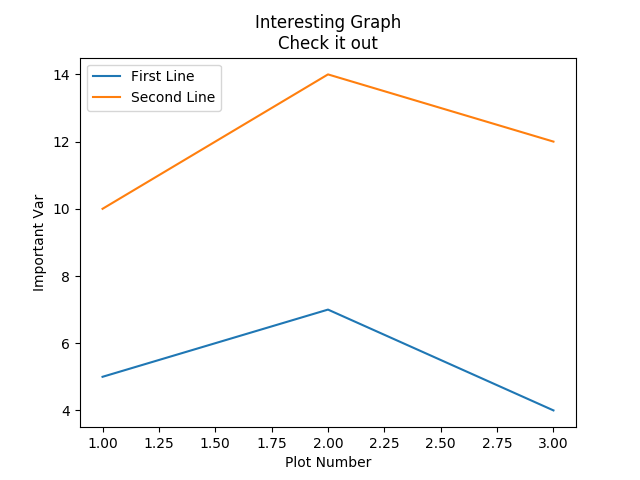 Interesting Graph
Check it out
First Line
Second Line
14
12
10
8
6
4
Important Var
1.00 1.25 1.50 1.75 2.00 2.25 2.50 2.75 3.00
Plot Number